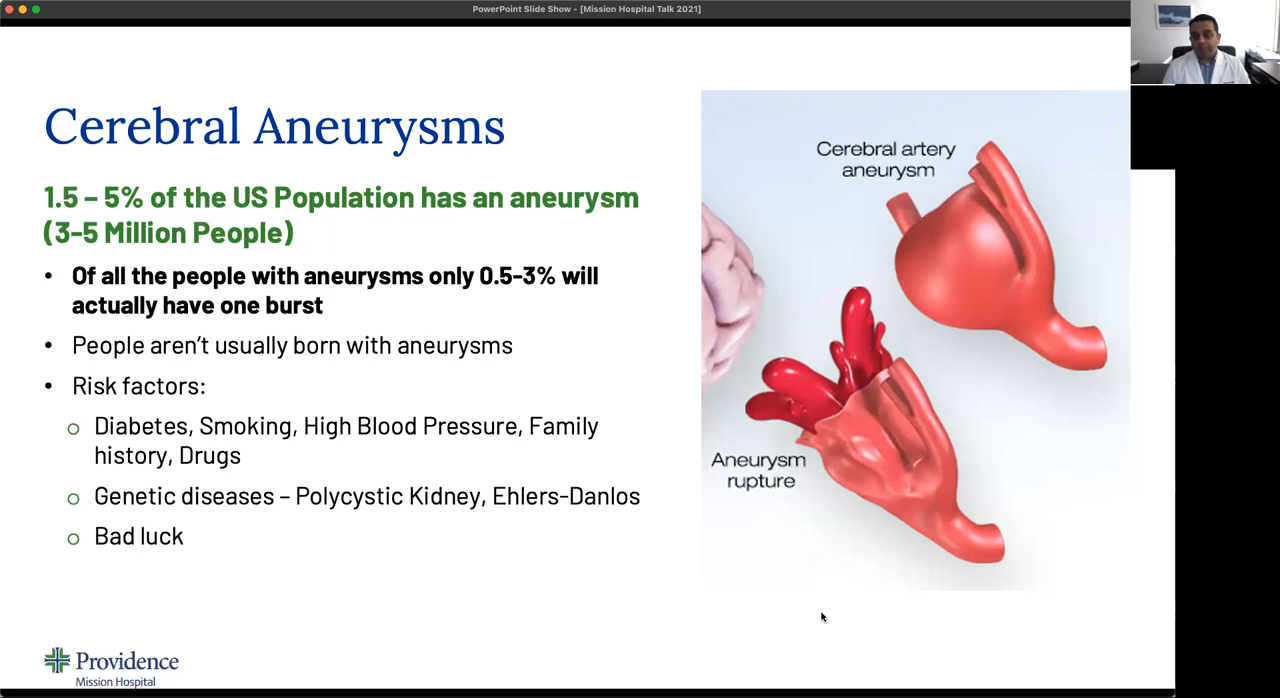 PowerPoint Slide Show - [Mission Hospital Talk 2021]
Cerebral Aneurysms
1.5 – 5% of the US Population has an aneurysm
(3-5 Million People)
• Of all the people with aneurysms only 0.5-3% will
actually have one burst
• People aren’t usually born with aneurysms
• Risk factors:
o Diabetes, Smoking, High Blood Pressure, Family
history, Drugs
o Genetic diseases – Polycystic Kidney, Ehlers-Danlos
o Bad luck
Cerebral artery
aneurysm
Aneurysm
rupture
Providence
Mission Hospital